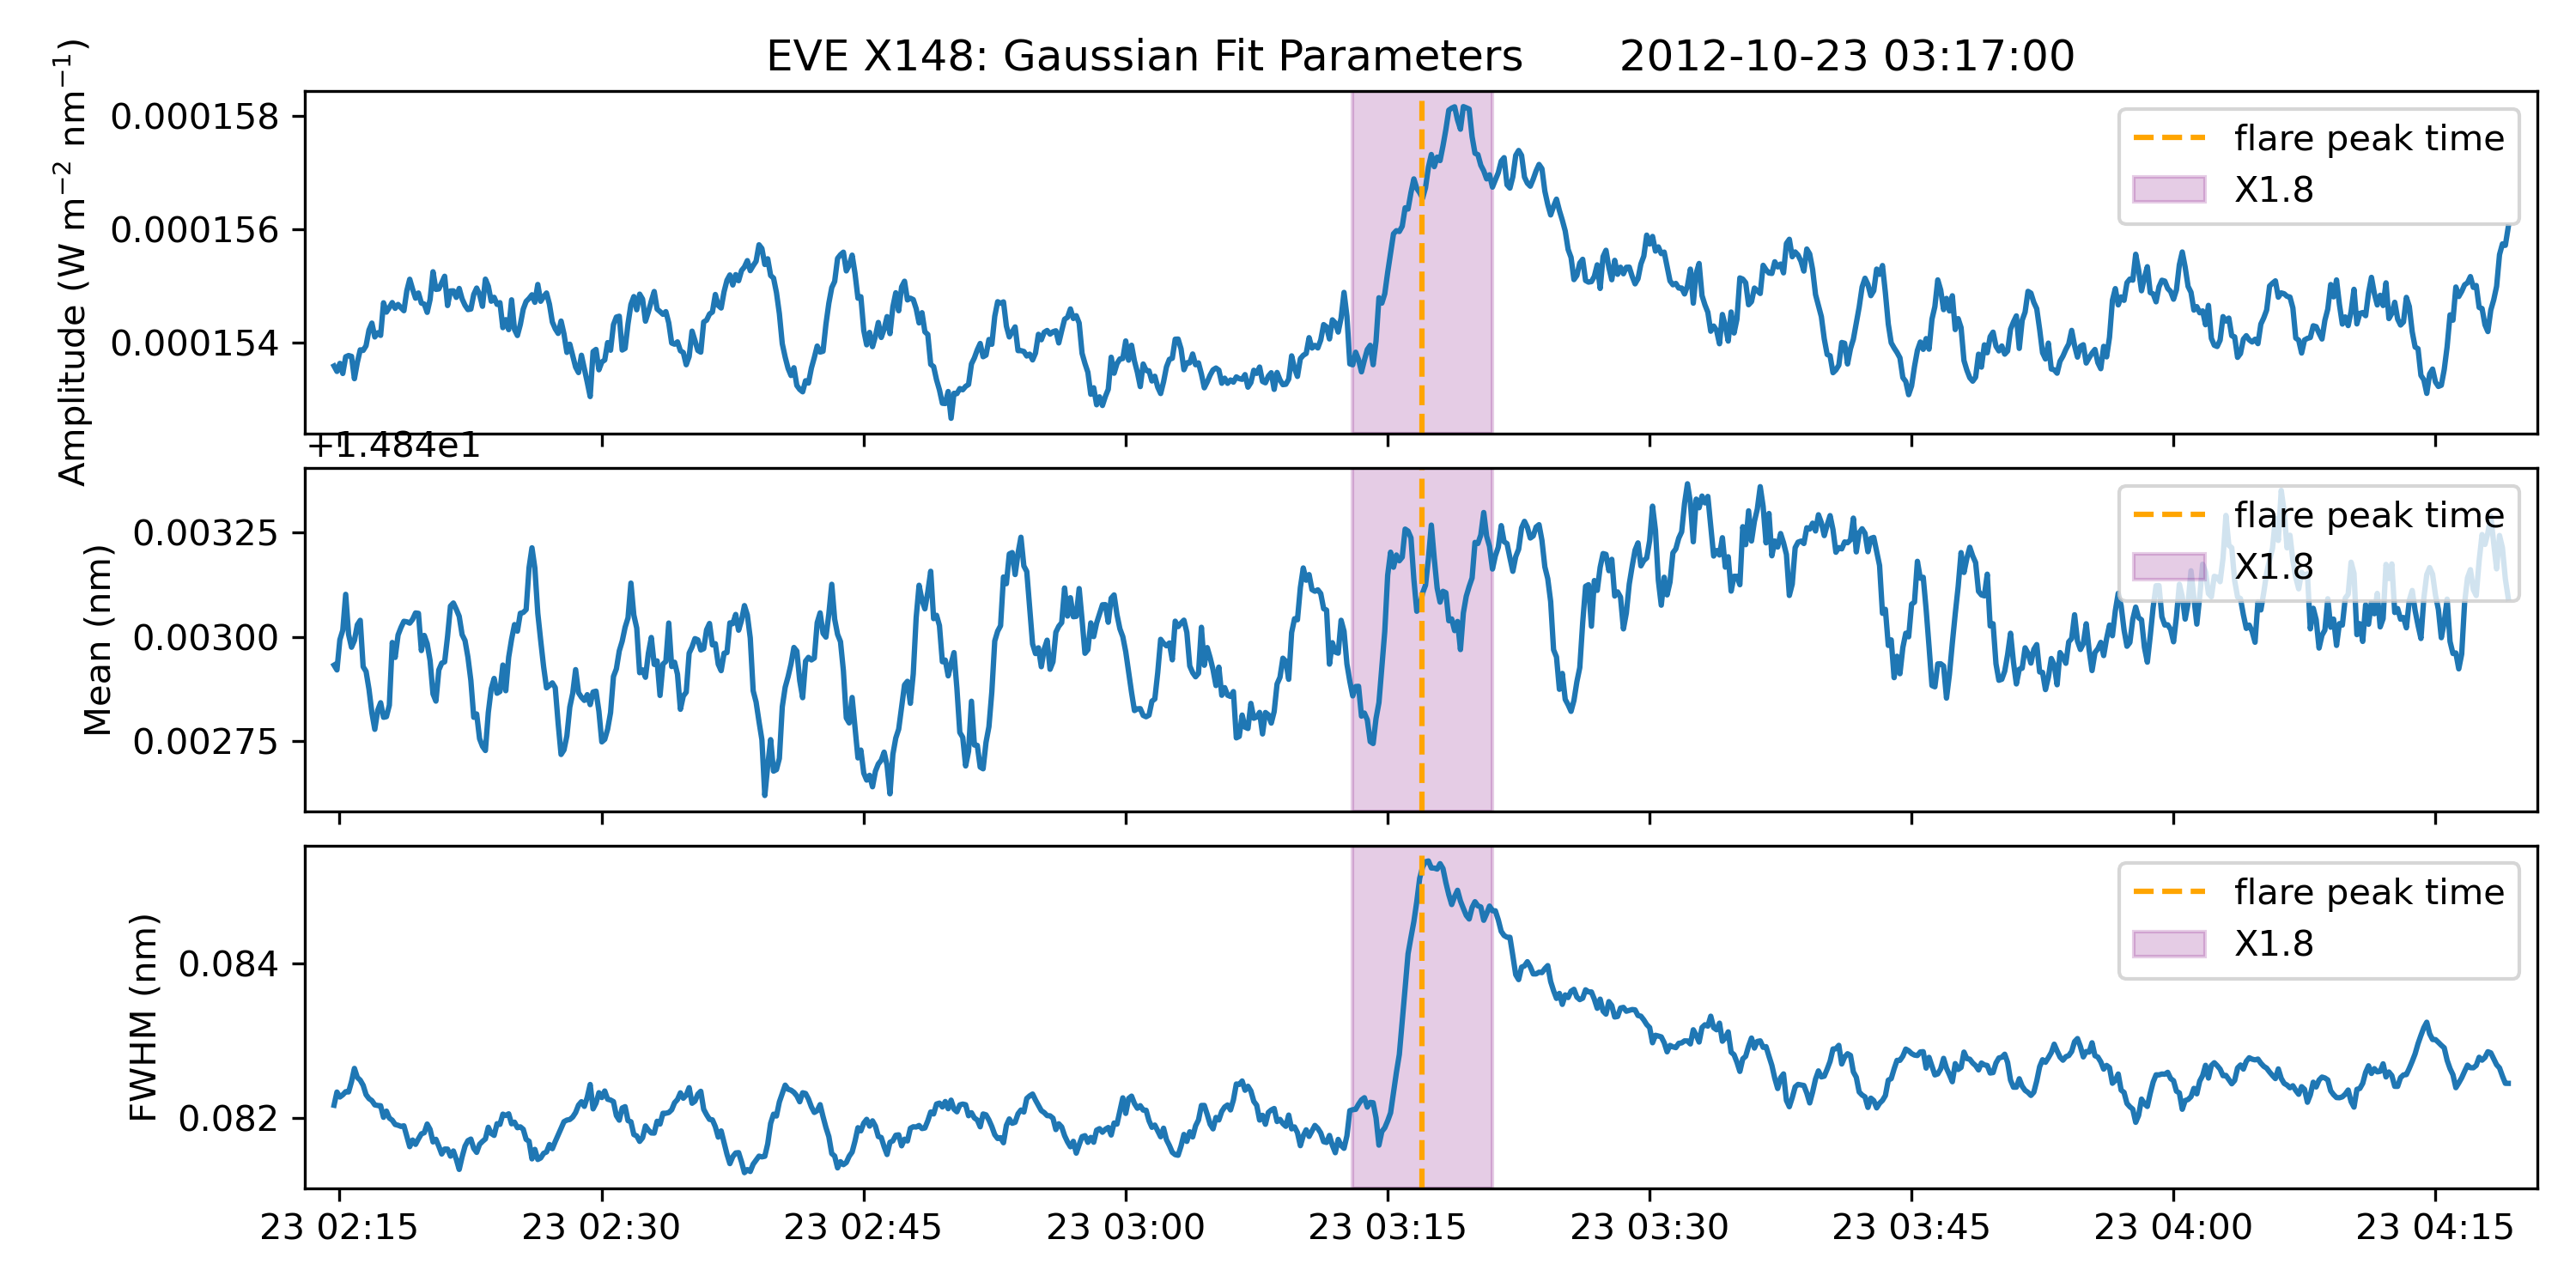 EVE X148: Gaussian Fit Parameters 2012-10-23 03:17:00
Amplitude (W m⁻² nm⁻¹)
0.000158
0.000156
0.000154
flare peak time
X1.8
+1.484e1
Mean (nm)
0.00325
0.00300
0.00275
flare peak time
X1.8
FWHM (nm)
0.084
0.082
flare peak time
X1.8
23 02:15 23 02:30 23 02:45 23 03:00 23 03:15 23 03:30 23 03:45 23 04:00 23 04:15